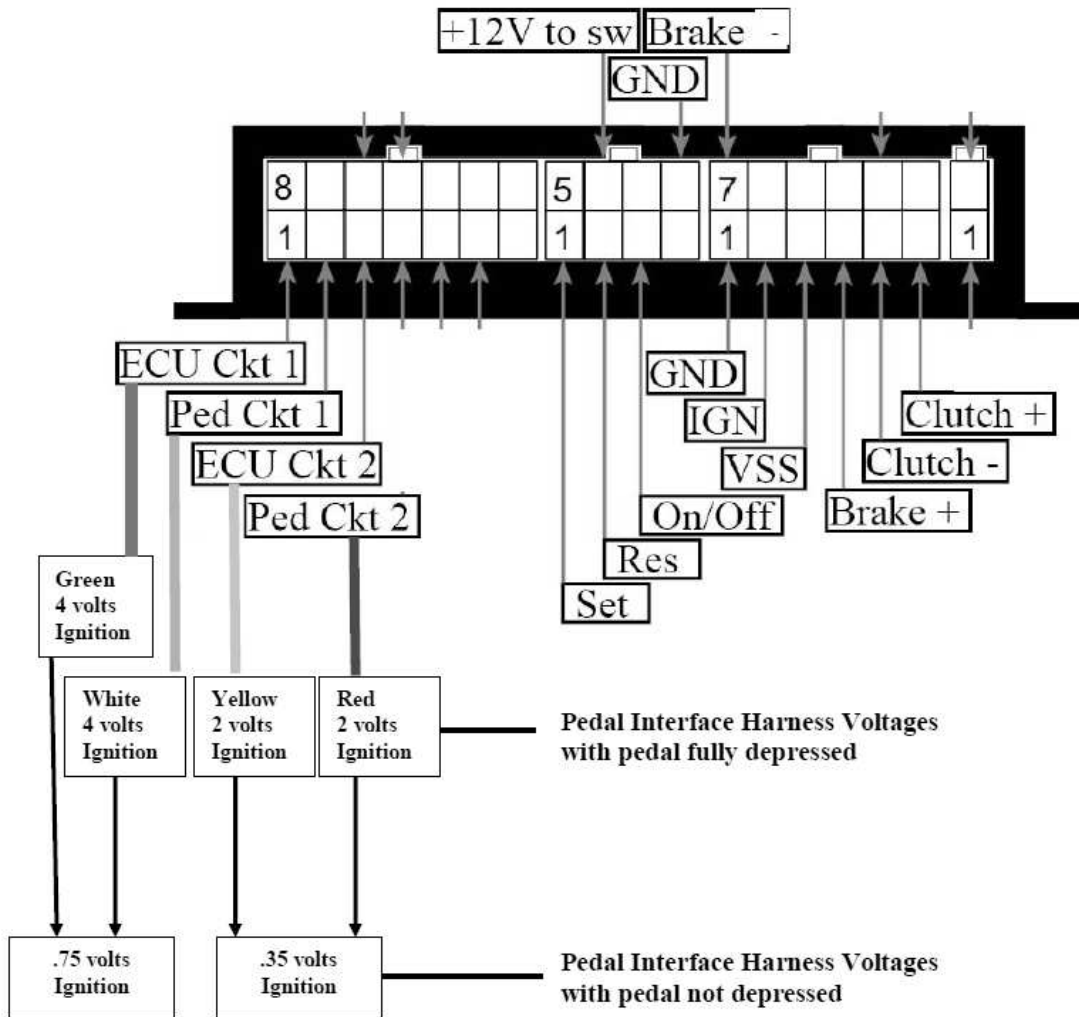 +12V to sw
Brake -
GND
8
5
7
1
1
1
1
ECU Ckt 1
Ped Ckt 1
ECU Ckt 2
Ped Ckt 2
GND
IGN
VSS
On/Off
Res
Set
Clutch +
Clutch -
Brake +
Green
4 volts
Ignition
White
4 volts
Ignition
Yellow
2 volts
Ignition
Red
2 volts
Ignition
Pedal Interface Harness Voltages
with pedal fully depressed
.75 volts
Ignition
.35 volts
Ignition
Pedal Interface Harness Voltages
with pedal not depressed